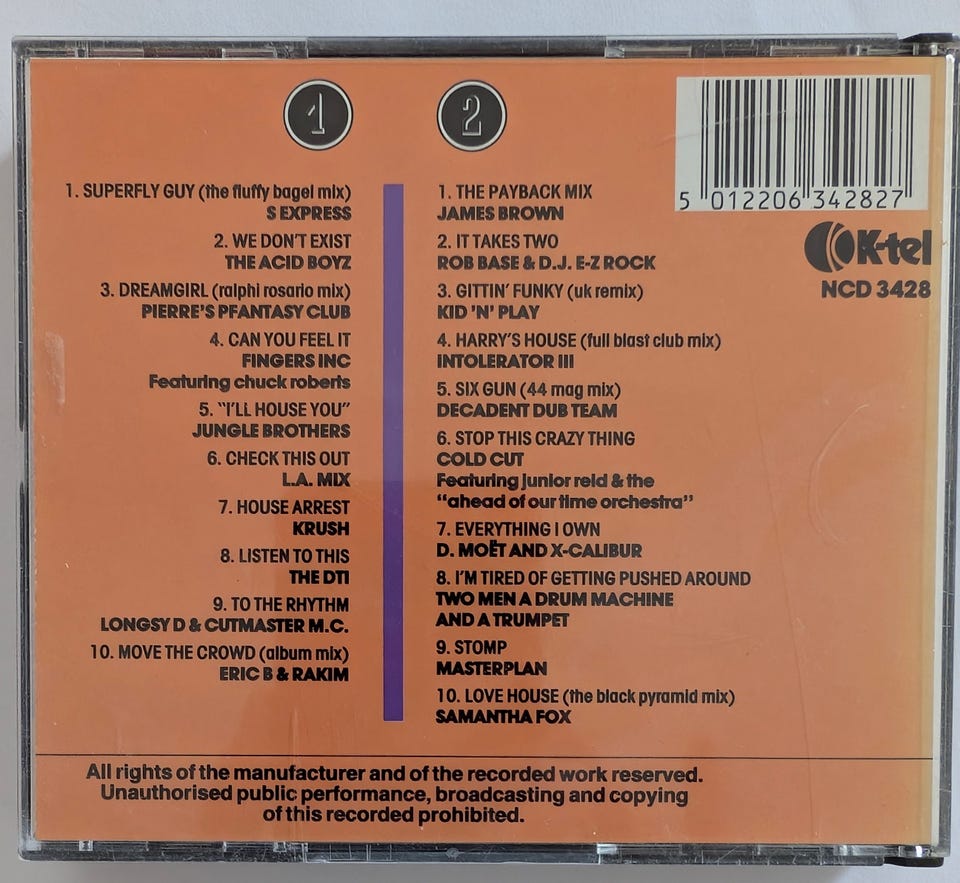 1
1. SUPERFLY GUY (the fluffy bagel mix)
S EXPRESS
2. WE DON'T EXIST
THE ACID BOYZ
3. DREAMGIRL (ralphi rosario mix)
PIERRE'S PFANTASY CLUB
4. CAN YOU FEEL IT
FINGERS INC
Featuring chuck roberts
5. "I'LL HOUSE YOU"
JUNGLE BROTHERS
6. CHECK THIS OUT
L.A. MIX
7. HOUSE ARREST
KRUSH
8. LISTEN TO THIS
THE DTI
9. TO THE RHYTHM
LONGSY D & CUTMASTER M.C.
10. MOVE THE CROWD (album mix)
ERIC B & RAKIM
2
1. THE PAYBACK MIX
JAMES BROWN
2. IT TAKES TWO
ROB BASE & D.J. E-Z ROCK
3. GITTIN' FUNKY (uk remix)
KID 'N' PLAY
4. HARRY'S HOUSE (full blast club mix)
INTOLERATOR III
5. SIX GUN (44 mag mix)
DECADENT DUB TEAM
6. STOP THIS CRAZY THING
COLD CUT
Featuring junior reid & the
"ahead of our time orchestra"
7. EVERYTHING I OWN
D. MOËT AND X-CALIBUR
8. I'M TIRED OF GETTING PUSHED AROUND
TWO MEN A DRUM MACHINE
AND A TRUMPET
9. STOMP
MASTERPLAN
10. LOVE HOUSE (the black pyramid mix)
SAMANTHA FOX
5 012206 342827
K-tel
NCD 3428
All rights of the manufacturer and of the recorded work reserved.
Unauthorised public performance, broadcasting and copying
of this recorded prohibited.